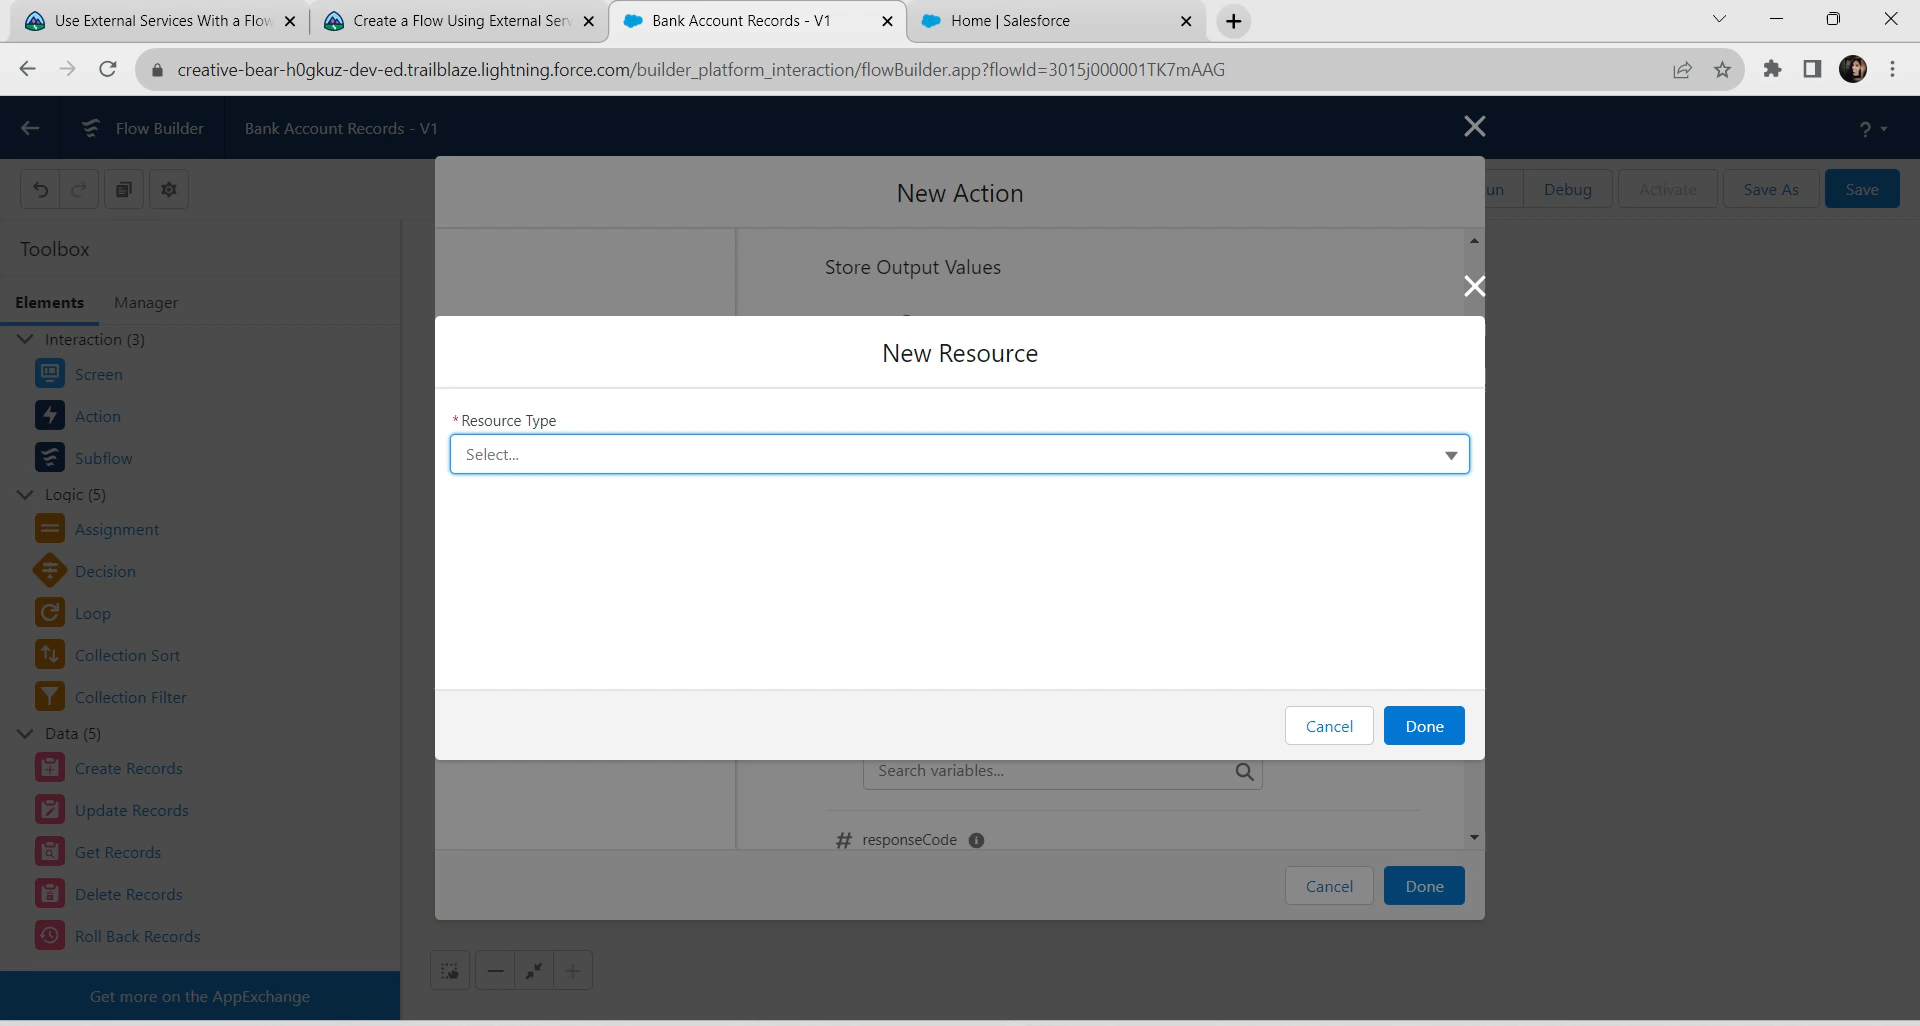 Use External Services With a Flow
Create a Flow Using External Serv
Bank Account Records - V1
Home | Salesforce
creative-bear-h0gkuz-dev-ed.trailblaze.lightning.force.com/builder_platform_interaction/flowBuilder.app?flowId=3015j000001TK7mAAG
Flow Builder
Bank Account Records - V1
?
New Action
un
Debug
Activate
Save As
Save
Toolbox
Elements
Manager
Store Output Values
Interaction (3)
Screen
Action
Subflow
Logic (5)
Assignment
Decision
Loop
Collection Sort
Collection Filter
Data (5)
Create Records
Update Records
Get Records
Delete Records
Roll Back Records
Get more on the AppExchange
New Resource
* Resource Type
Select...
Cancel
Done
Search variables...
# responseCode
Cancel
Done